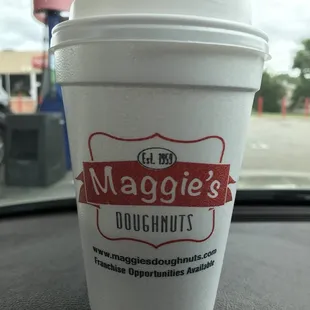 Est. 1959
Maggie's
DOUGHNUTS
www.maggiesdoughnuts.com
Franchise Opportunities Available